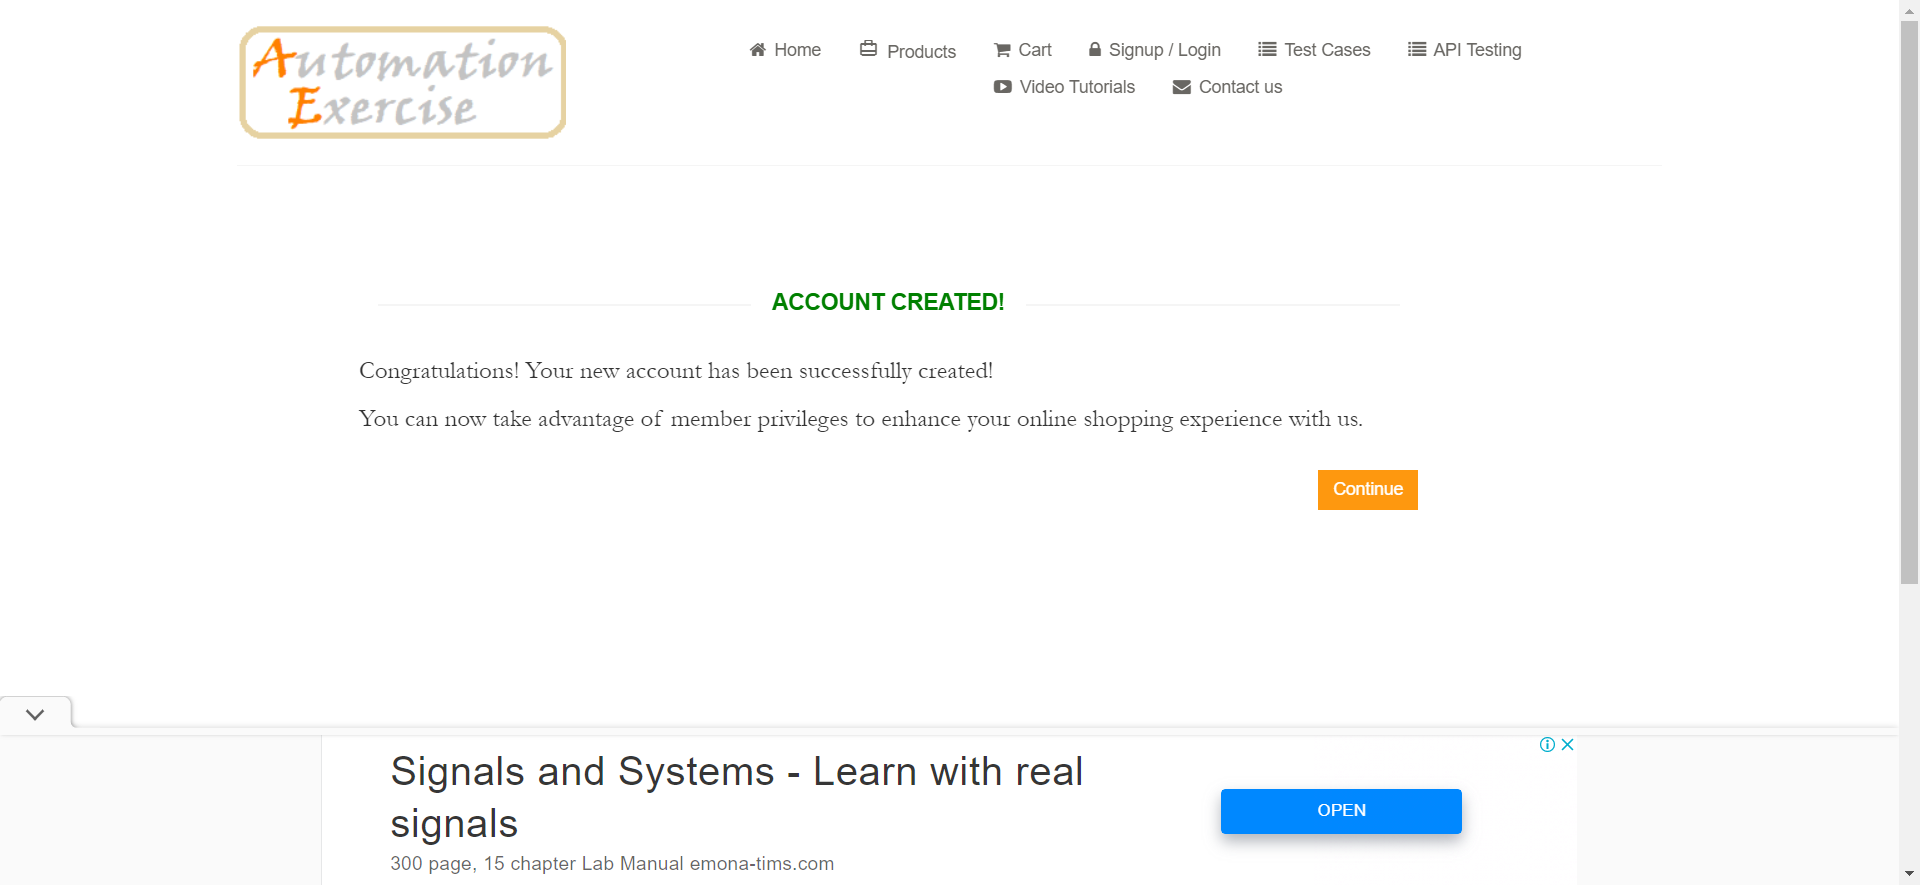 Automation
Exercise
Home
Products
Cart
Signup / Login
Test Cases
API Testing
Video Tutorials
Contact us
ACCOUNT CREATED!
Congratulations! Your new account has been successfully created!
You can now take advantage of member privileges to enhance your online shopping experience with us.
Continue
Signals and Systems - Learn with real
signals
300 page, 15 chapter Lab Manual emona-tims.com
OPEN